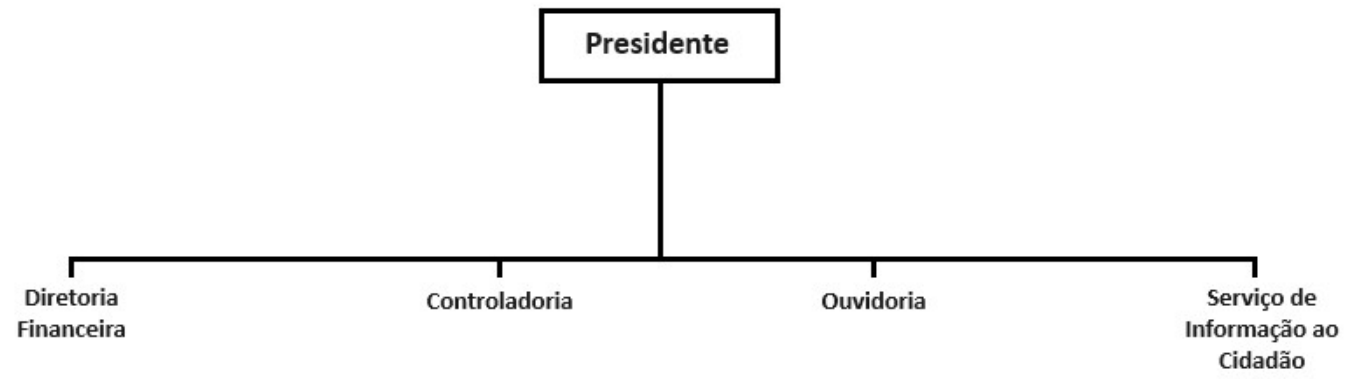 Presidente
Diretoria
Financeira
Controladoria
Ouvidoria
Serviço de
Informação ao
Cidadão